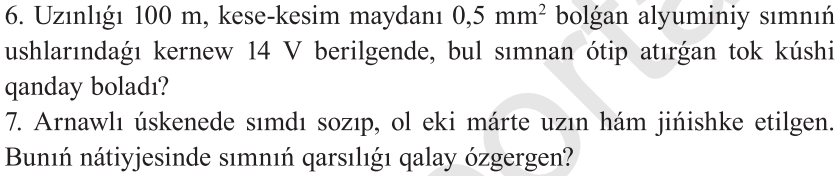 6. Uzınlıǵı 100 m, kese-kesim maydanı 0,5 mm² bolǵan alyuminiy sımnıń
ushlarındaǵı kernew 14 V berilgende, bul sımnan ótip atırǵan tok kúshi
qanday boladı?
7. Arnawlı úskenede sımdı sozıp, ol eki márte uzın hám jińishke etilgen.
Bunıń nátiyjesinde sımnıń qarsılıǵı qalay ózgergen?